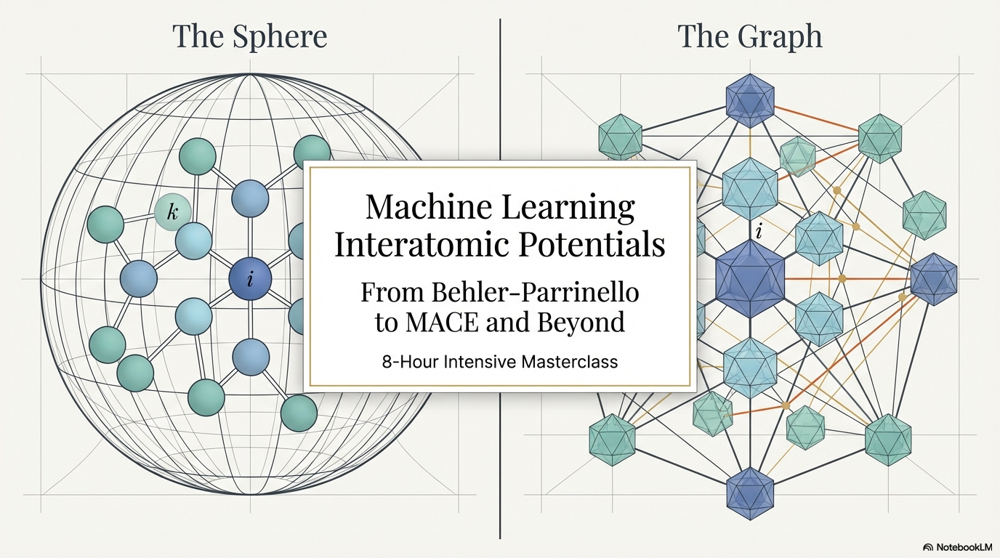 The Sphere
The Graph
k
i
i
Machine Learning
Interatomic Potentials
From Behler–Parrinello
to MACE and Beyond
8-Hour Intensive Masterclass
NotebookLM